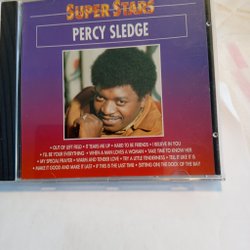 SUPER STARS
PERCY SLEDGE
• OUT OF LEFT FIELD • IT TEARS ME UP • HARD TO BE FRIENDS • I BELIEVE IN YOU
• I'LL BE YOUR EVERYTHING • WHEN A MAN LOVES A WOMAN • TAKE TIME TO KNOW HER
• MY SPECIAL PRAYER • WARM AND TENDER LOVE • TRY A LITTLE TENDERNESS • TELL IT LIKE IT IS
• MAKE IT GOOD AND MAKE IT LAST • IF THIS IS THE LAST TIME • SITTING ON THE DOCK OF THE BAY